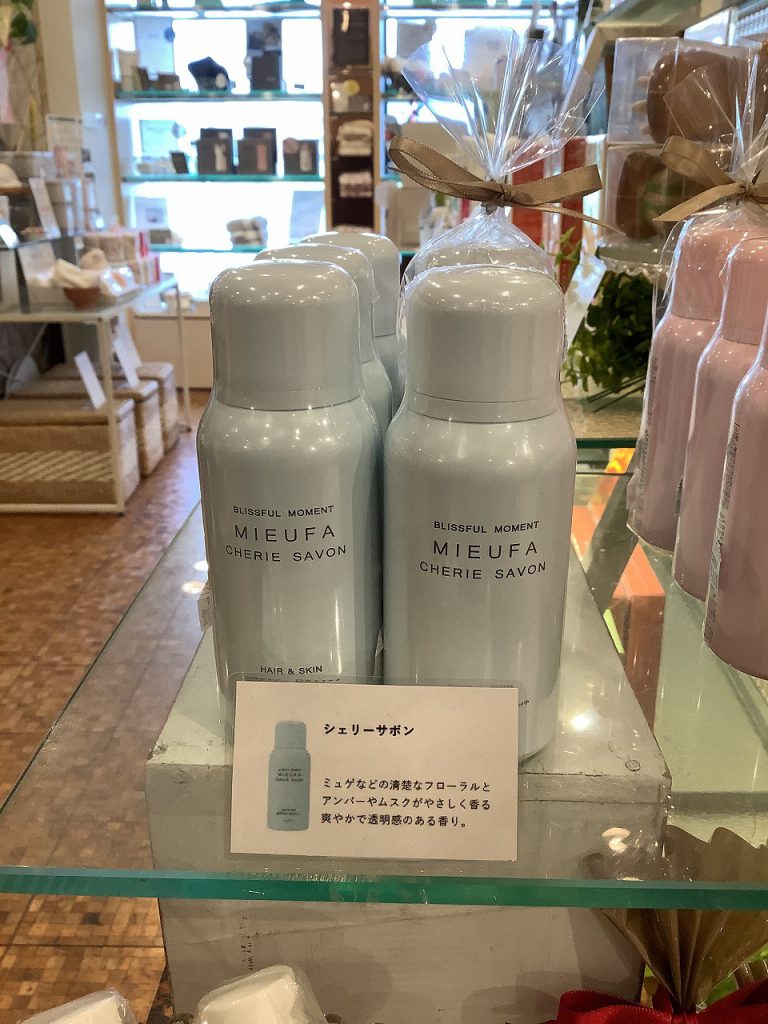 BLISSFUL MOMENT
MIEUFA
CHERIE SAVON
HAIR & SKIN
BLISSFUL MOMENT
MIEUFA
CHERIE SAVON
シェリーサボン
MIEUFA
ミュゲなどの清楚なフローラルと
アンバーやムスクがやさしく香る
爽やかで透明感のある香り。